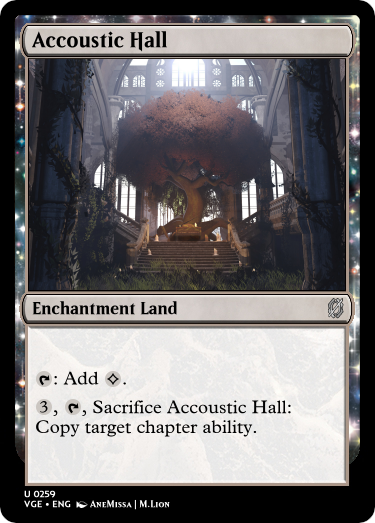 Accoustic Hall
Enchantment Land
: Add .
3, , Sacrifice Accoustic Hall:
Copy target chapter ability.
U 0259
VGE • ENG AneMissa | M.Lion